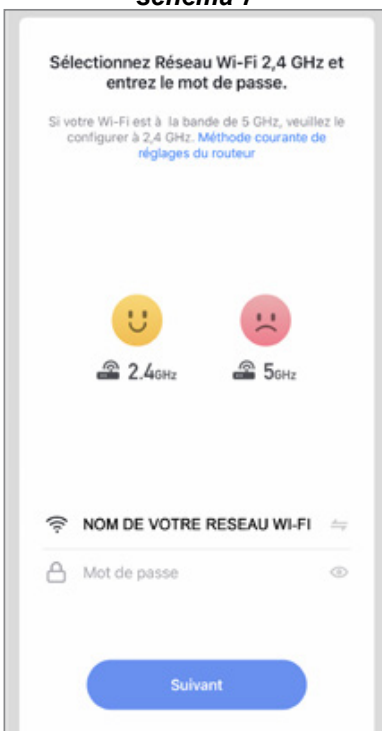 Schéma 7
Sélectionnez Réseau Wi-Fi 2,4 GHz et
entrez le mot de passe.
Si votre Wi-Fi est à la bande de 5 GHz, veuillez le
configurer à 2,4 GHz. Méthode courante de
réglages du routeur
2.4GHz 5GHz
NOM DE VOTRE RESEAU WI-FI
Mot de passe
Suivant